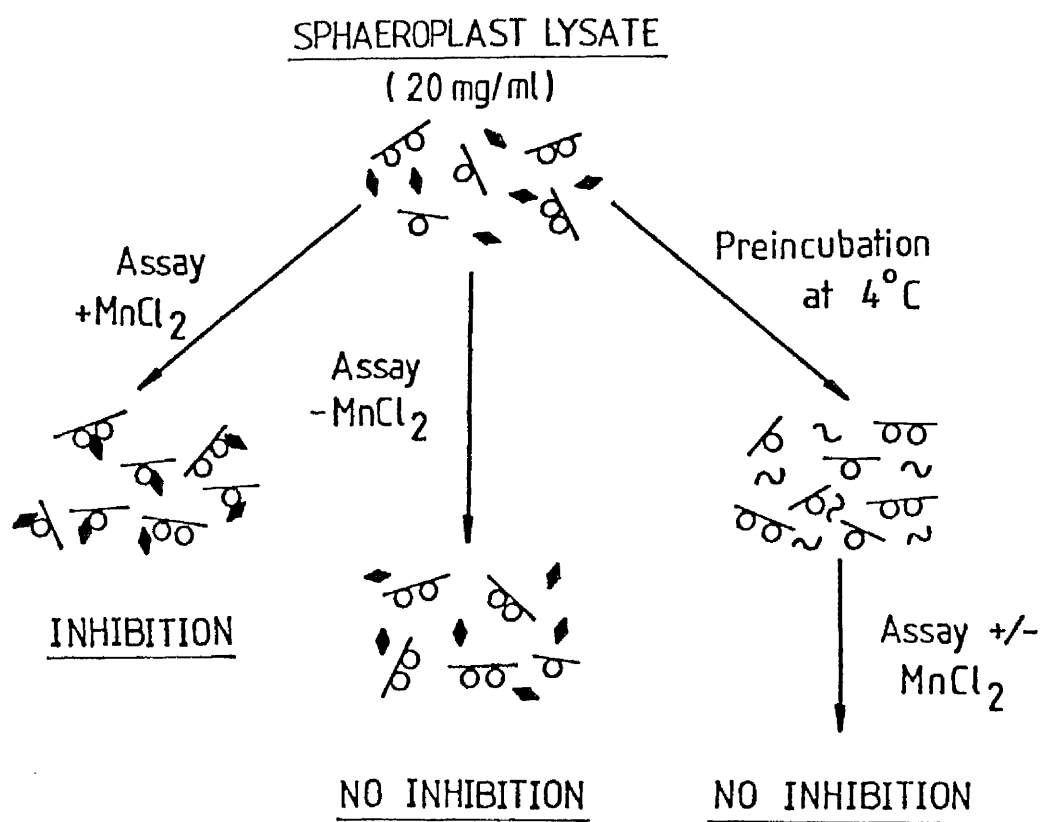 SPHAEROPLAST LYSATE
(20 mg/ml)
Assay
+MnCl2
Assay
-MnCl2
Preincubation
at 4°C
INHIBITION
Assay +/-
MnCl2
NO INHIBITION
NO INHIBITION